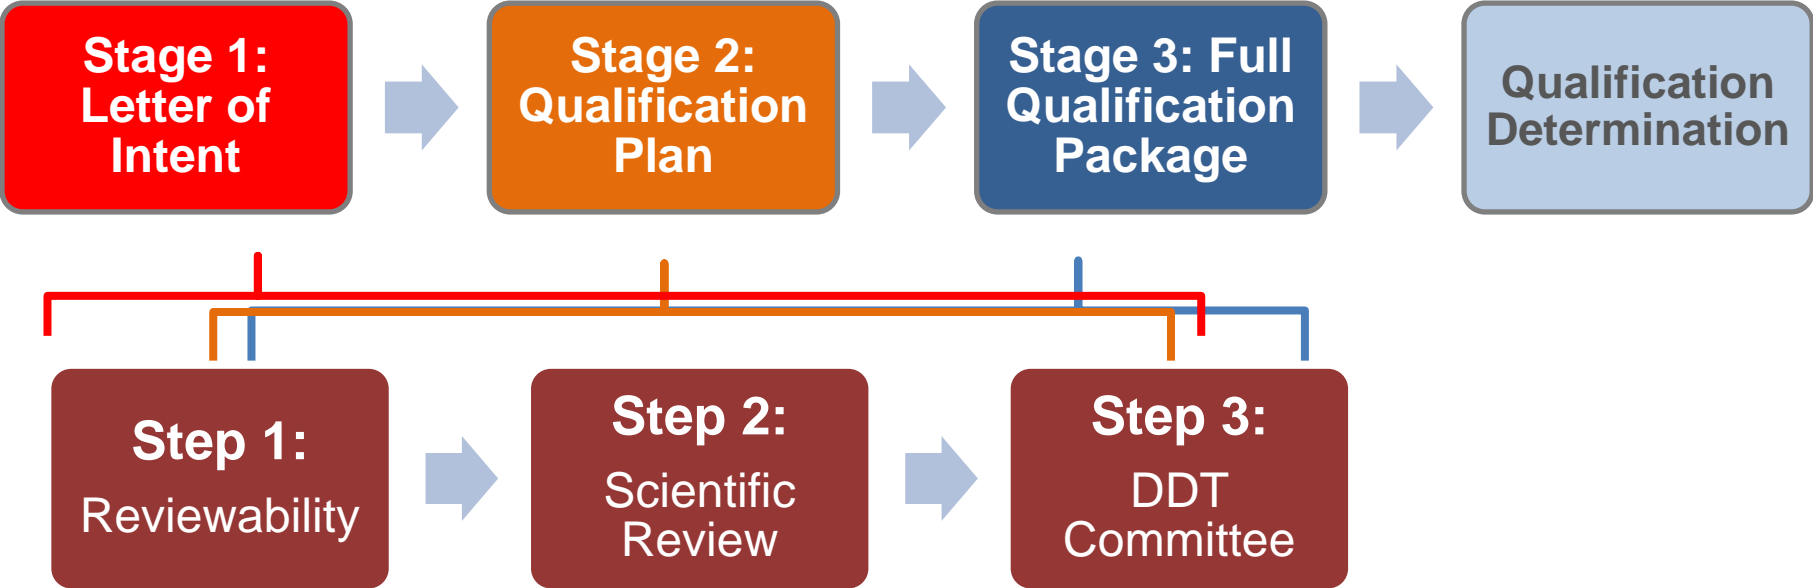 Stage 1:
Letter of
Intent
Stage 2:
Qualification
Plan
Stage 3: Full
Qualification
Package
Qualification
Determination
Step 1:
Reviewability
Step 2:
Scientific
Review
Step 3:
DDT
Committee